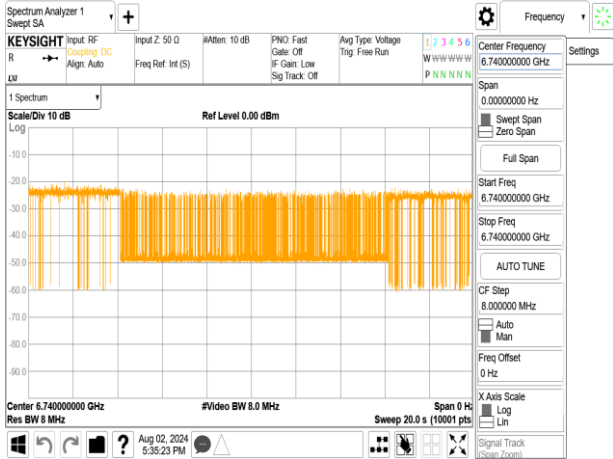 Spectrum Analyzer 1
Swept SA
Frequency
KEYSIGHT
R
LXI
Input: RF
Coupling: DC
Align: Auto
Input Z: 50 Ω
Freq Ref: Int (S)
#Atten: 10 dB
PNO: Fast
Gate: Off
IF Gain: Low
Sig Track: Off
Avg Type: Voltage
Trig: Free Run
1 2 3 4 5 6
W W W W W W
P N N N N N
1 Spectrum
Scale/Div 10 dB
Ref Level 0.00 dBm
Log
-10.0
-20.0
-30.0
-40.0
-50.0
-60.0
-70.0
-80.0
-90.0
Center 6.740000000 GHz
#Video BW 8.0 MHz
Span 0 Hz
Res BW 8 MHz
Sweep 20.0 s (10001 pts
Aug 02, 2024
5:35:23 PM
Center Frequency
6.740000000 GHz
Settings
Span
0.00000000 Hz
Swept Span
Zero Span
Full Span
Start Freq
6.740000000 GHz
Stop Freq
6.740000000 GHz
AUTO TUNE
CF Step
8.000000 MHz
Auto
Man
Freq Offset
0 Hz
X Axis Scale
Log
Lin
Signal Track
(Span Zoom)